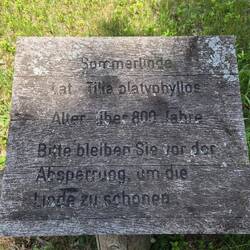 Sommerlinde
Lat. Tilia platyphyllos
Alter über 800 Jahre
Bitte bleiben Sie vor der
Absperrung, um die
Linde zu schonen